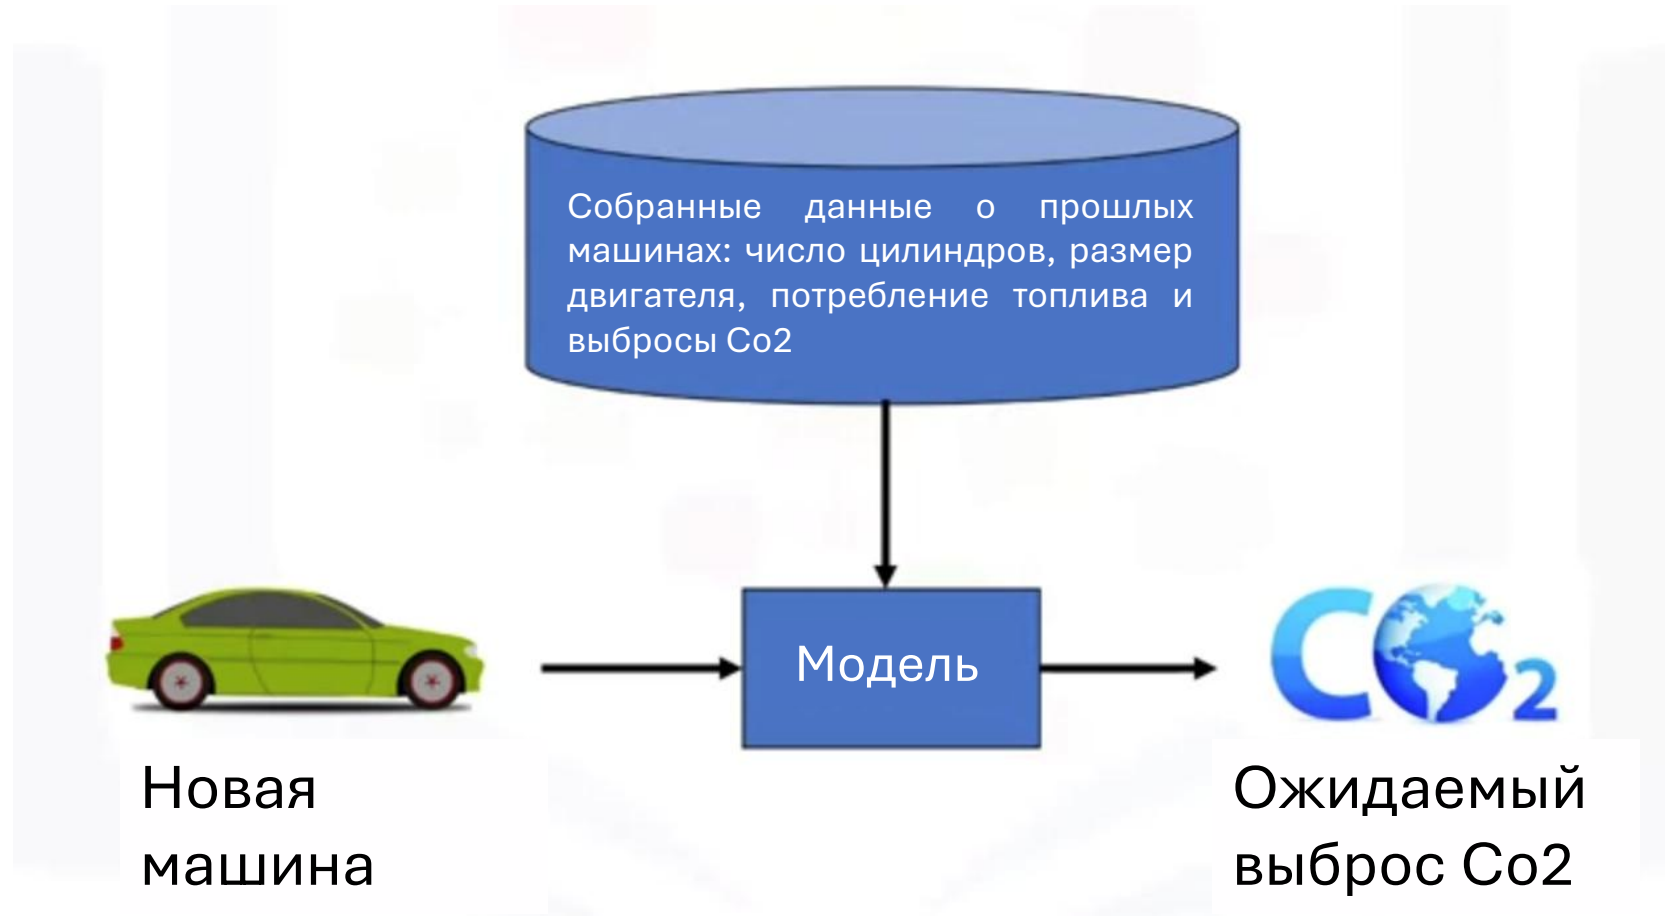 Собранные данные о прошлых
машинах: число цилиндров, размер
двигателя, потребление топлива и
выбросы Co2
Модель
CO2
Новая
машина
Ожидаемый
выброс Co2